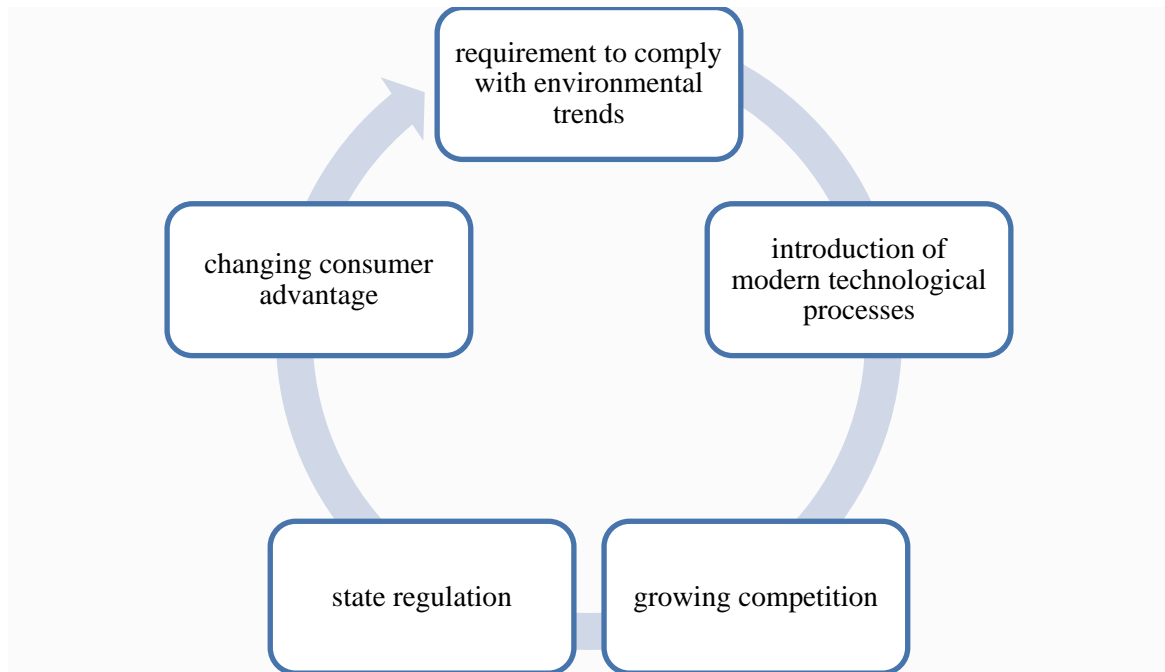 requirement to comply
with environmental
trends
introduction of
modern technological
processes
growing competition
state regulation
changing consumer
advantage